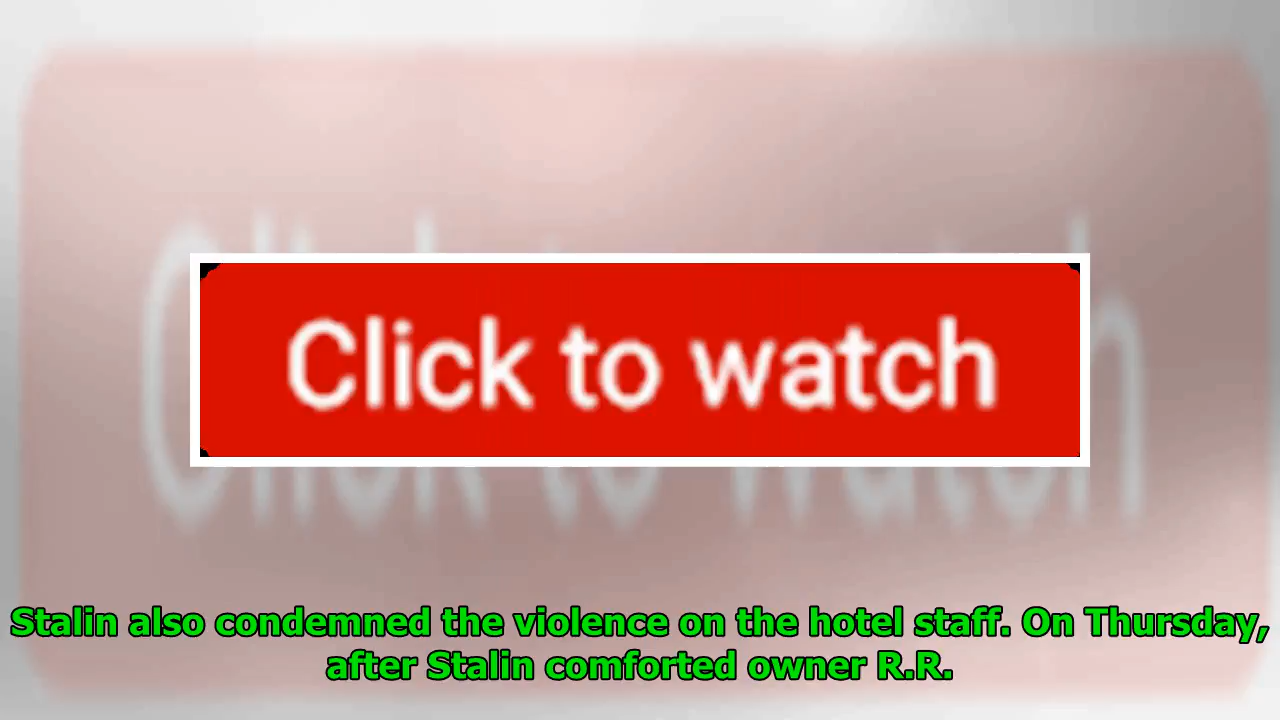 Click to watch
Stalin also condemned the violence on the hotel staff. On Thursday,
after Stalin comforted owner R.R.